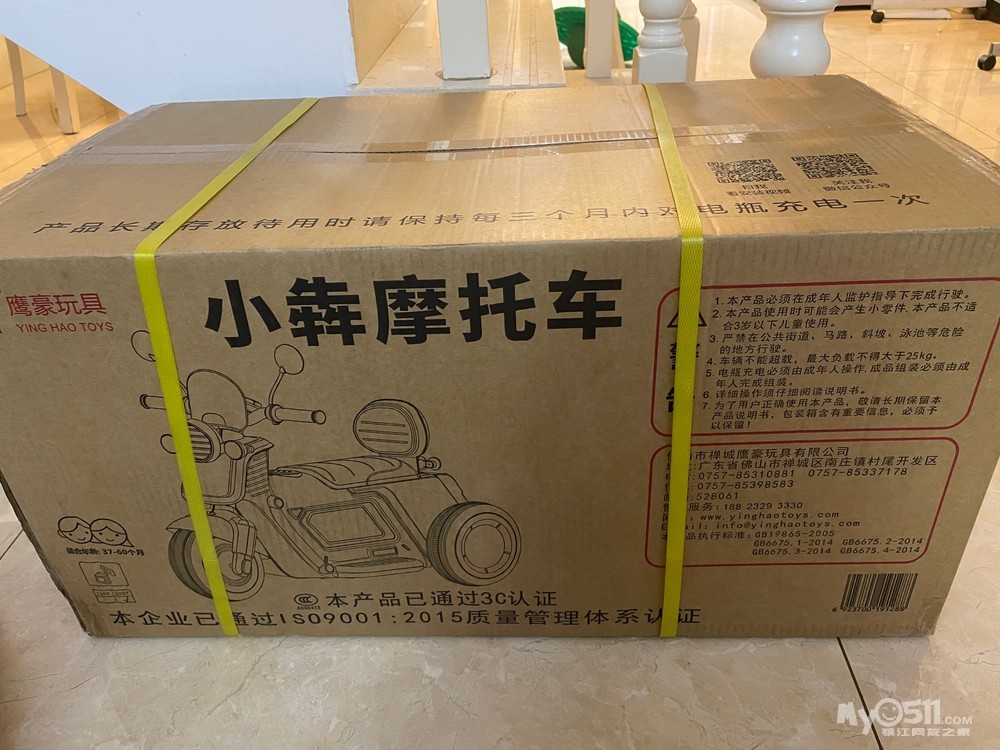 扫我
看安装视频
关注我
微信公众号
产品长期存放待用时请保持每三个月内对电瓶充电一次
鹰豪玩具
YING HAO TOYS
小犇摩托车
1. 本产品必须在成年人监护指导下完成行驶。
2. 本产品使用时可能会产生小零件. 本产品不适
合3岁以下儿童使用。
3. 严禁在公共街道、马路、斜坡、泳池等危险
的地方行驶。
4. 车辆不能超载, 最大负载不得大于25kg。
5. 电瓶充电必须由成年人操作, 成品组装必须由成
年人完成组装。
6. 详细操作须仔细阅读说明书。
7. 为了用户正确使用本产品, 敬请长期保留本
产品说明书, 包装箱含有重要信息, 必须予
以保留!
警
市禅城鹰豪玩具有限公司
广东省佛山市禅城区南庄镇村尾开发区
0757-85310881 0757-85337178
0757-85398583
528061
服务: 188 2329 3330
www.yinghaotoys.com
info@yinghaotoys.com
品执行标准: GB19865-2005
GB6675.1-2014 GB6675.2-2014
GB6675.3-2014 GB6675.4-2014
适合年龄: 37-60个月
CCC
本产品已通过3C认证
本企业已通过ISO9001:2015质量管理体系认证
MyO511.COM
镇江网友之家